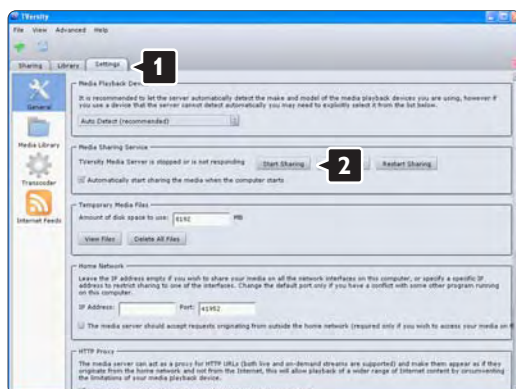 TVersity
File View Advanced Help
Sharing Library Settings
1
General
Media Library
Transcoder
Internet Feeds
Media Playback
It is recommended to let the server automatically detect the make and model of the media playback devices you are using, however if
you use a device that the server cannot detect automatically you may need to explicitly select it from the list below.
Auto Detect (recommended)
Media Sharing Service
TVersity Media Server is stopped or is not responding Start Sharing 2 Restart Sharing
Automatically start sharing the media when the computer starts
Temporary Media Files
Amount of disk space to use: 8192 MB
View Files Delete All Files
Home Network
Leave the IP address empty if you wish to share your media on all the network interfaces on this computer, or specify a specific IP
address to restrict sharing to one of the interfaces. Change the default port only if you have a conflict with some other program running
on this computer.
IP Address: Port: 41952
The media server should accept requests originating from outside the home network (required only if you wish to access your media on
HTTP Proxy
The media server can act as a proxy for HTTP URLs (both live and on-demand streams are supported) and make them appear as if they
originate from the home network and not from the Internet, this will allow playback of a wider range of Internet content by circumventing
the limitations of your media playback device.